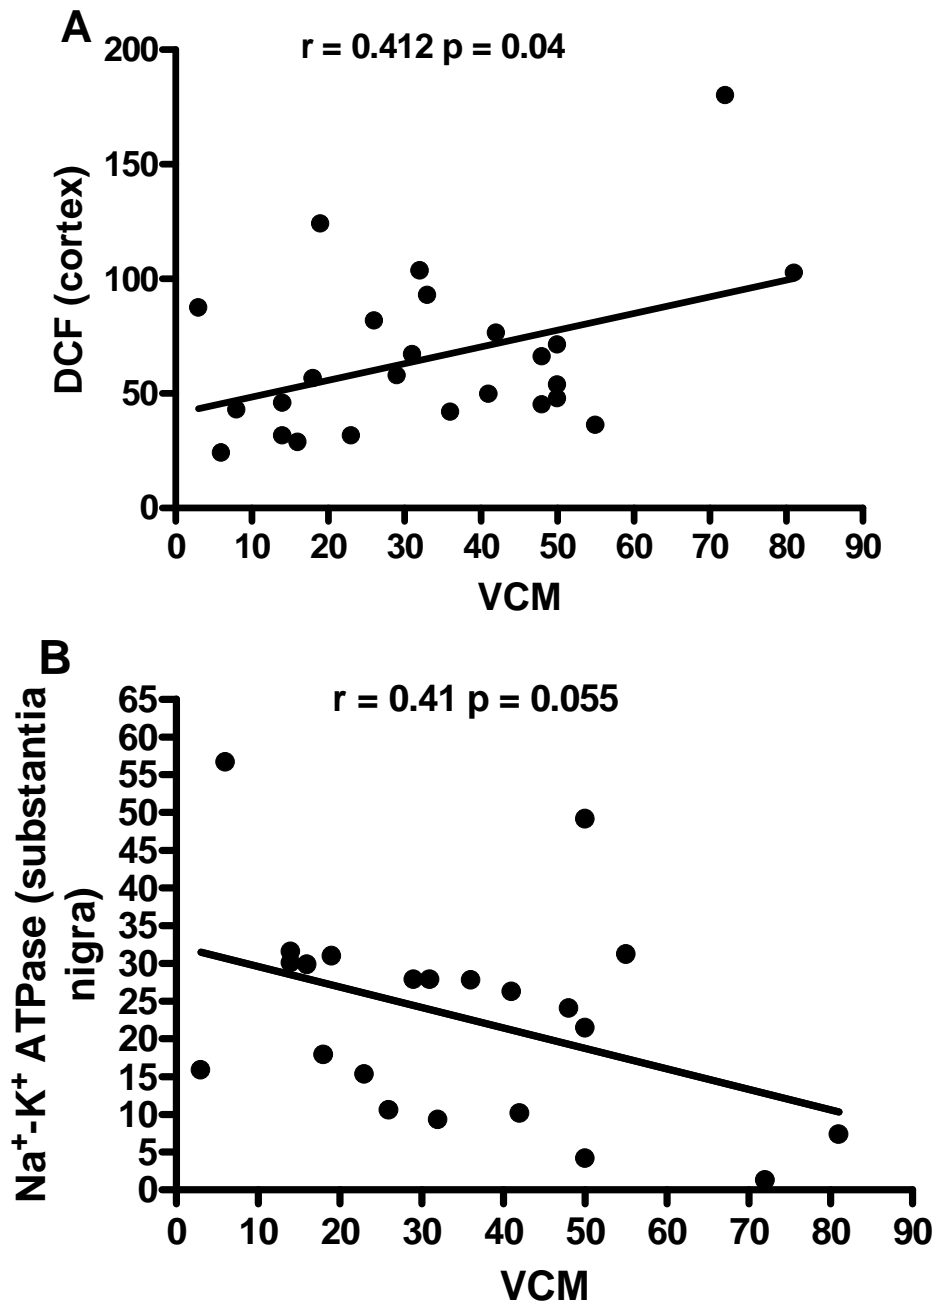 A
r = 0.412 p = 0.04
200
150
100
50
0
DCF (cortex)
0 10 20 30 40 50 60 70 80 90
VCM
B
r = 0.41 p = 0.055
65
60
55
50
45
40
35
30
25
20
15
10
5
0
Na⁺-K⁺ ATPase (substantia
nigra)
0 10 20 30 40 50 60 70 80 90
VCM